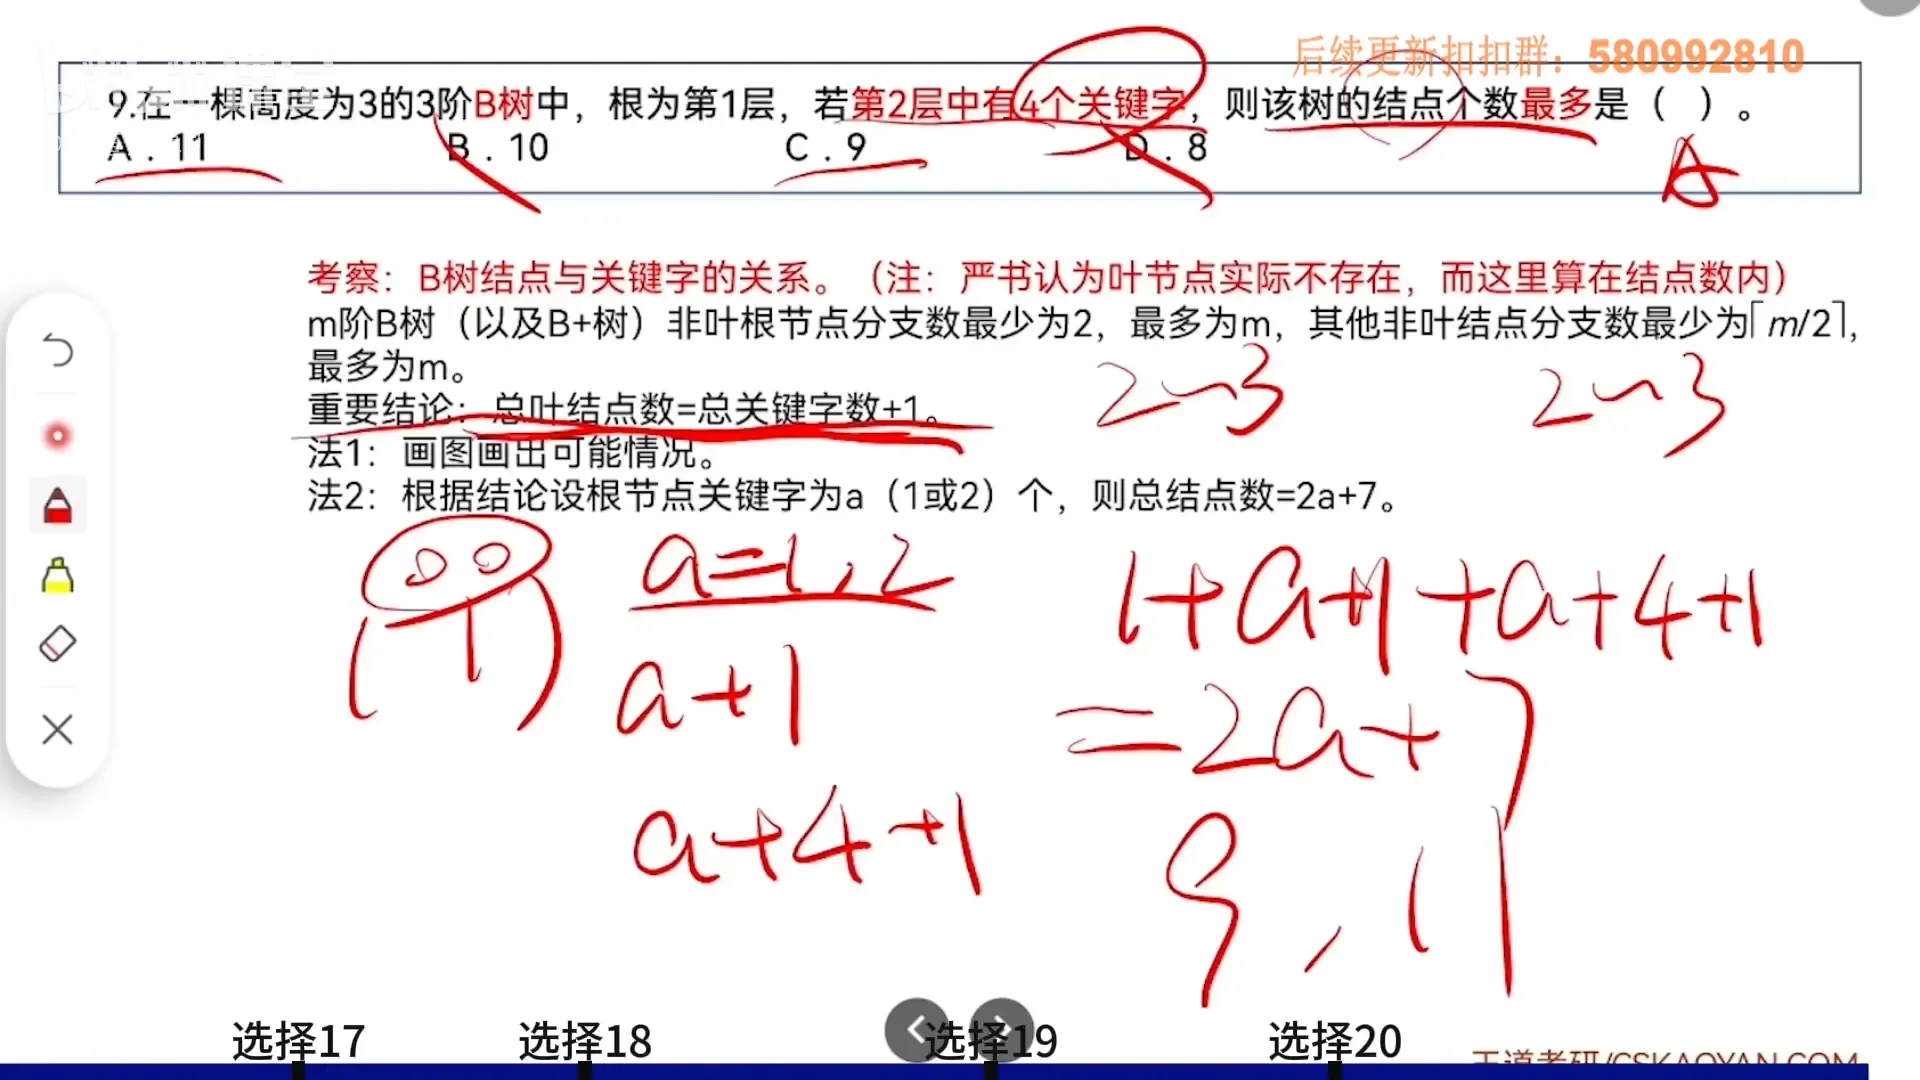 后续更新扣扣群：580992810
9.在一棵高度为3的3阶B树中，根为第1层，若第2层中有4个关键字，则该树的结点个数最多是（ ）。
A．11 B．10 C．9 D．8
A
考察：B树结点与关键字的关系。（注：严书认为叶节点实际不存在，而这里算在结点数内）
m阶B树（以及B+树）非叶根节点分支数最少为2，最多为m，其他非叶结点分支数最少为⌈m/2⌉，
最多为m。
2~3 2~3
重要结论：总叶结点数=总关键字数+1。
法1：画图画出可能情况。
法2：根据结论设根节点关键字为a（1或2）个，则总结点数=2a+7。
a=1,2
1+a+1+a+4+1
a+1
=2a+7
a+4+1
9,11
选择17 选择18 选择19 选择20
王道考研/CSKAOYAN.COM